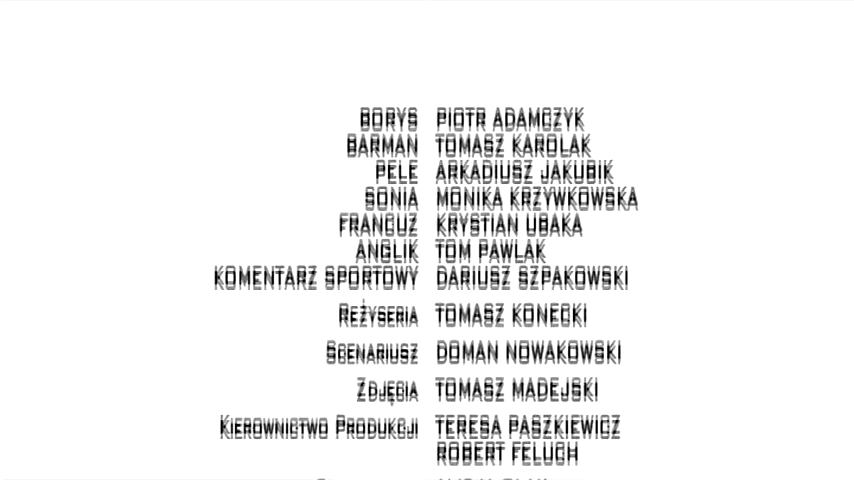 BORYS PIOTR ADAMCZYK
BARMAN TOMASZ KAROLAK
PELE ARKADIUSZ JAKUBIK
SONIA MONIKA KRZYWKOWSKA
FRANCUZ KRYSTIAN UBAKA
ANGLIK TOM PAWLAK
KOMENTARZ SPORTOWY DARIUSZ SZPAKOWSKI
REŻYSERIA TOMASZ KONECKI
SCENARIUSZ DOMAN NOWAKOWSKI
ZDJĘCIA TOMASZ MADEJSKI
KIEROWNICTWO PRODUKCJI TERESA PASZKIEWICZ
ROBERT FELUCH